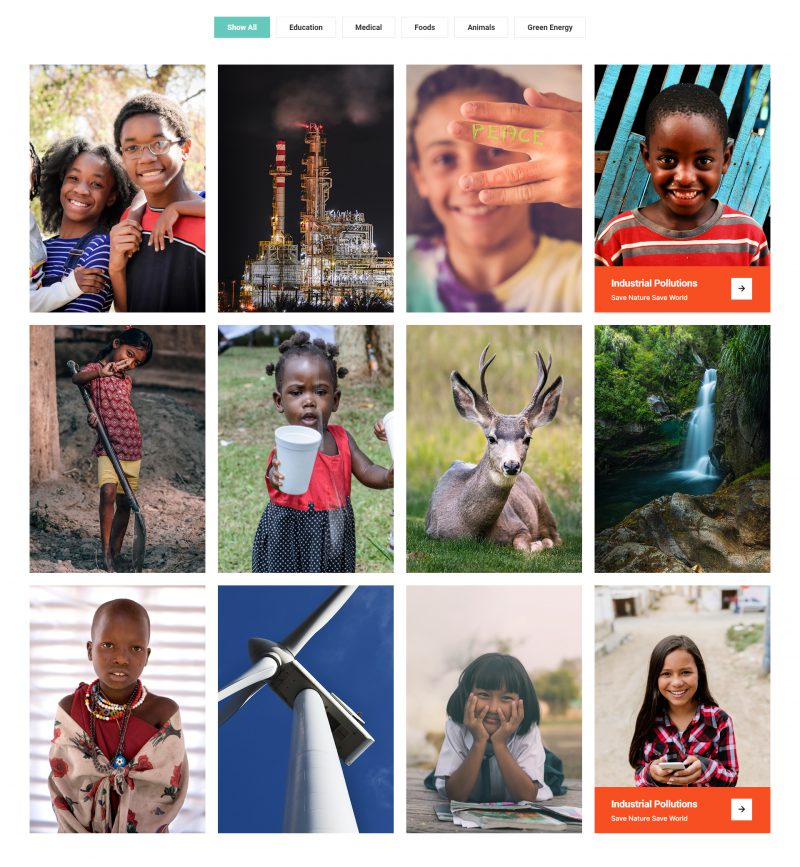 Show All
Education
Medical
Foods
Animals
Green Energy
PEACE
Industrial Pollutions
Save Nature Save World
Industrial Pollutions
Save Nature Save World